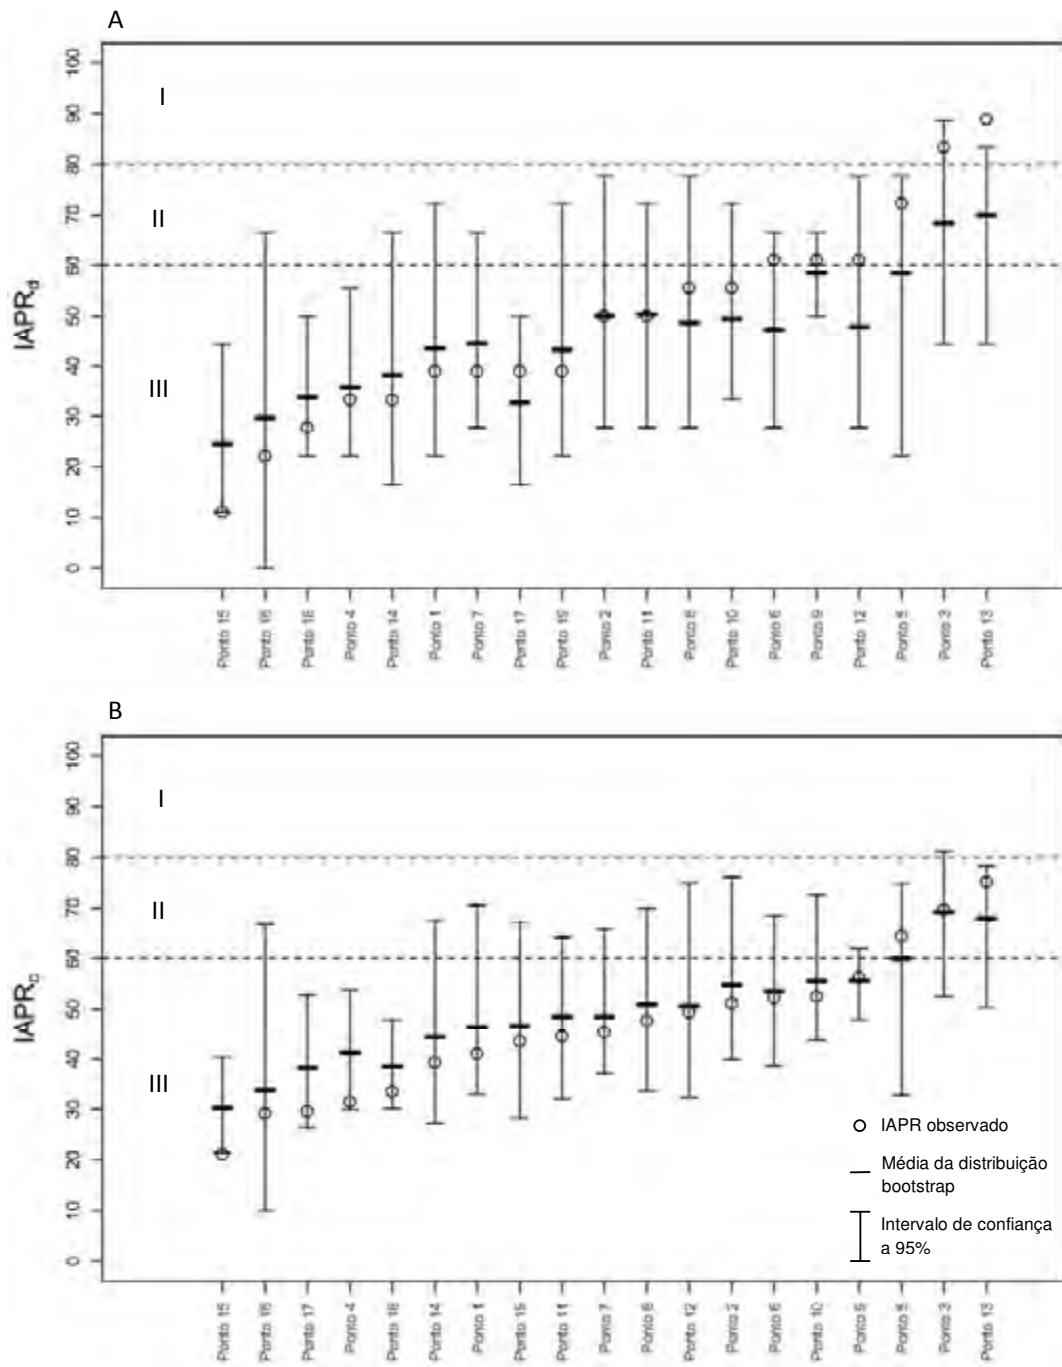 A
IAPRd
100
90
80
70
60
50
40
30
20
10
0
I
II
III
Ponto 15
Ponto 16
Ponto 18
Ponto 4
Ponto 14
Ponto 1
Ponto 7
Ponto 17
Ponto 19
Ponto 2
Ponto 11
Ponto 8
Ponto 10
Ponto 6
Ponto 9
Ponto 12
Ponto 5
Ponto 3
Ponto 13
B
IAPRc
100
90
80
70
60
50
40
30
20
10
0
I
II
III
IAPR observado
Média da distribuição
bootstrap
Intervalo de confiança
a 95%
Ponto 15
Ponto 16
Ponto 17
Ponto 4
Ponto 18
Ponto 14
Ponto 1
Ponto
Ponto 11
Ponto 7
Ponto
Ponto 12
Ponto 2
Ponto
Ponto 10
Ponto
Ponto
Ponto 3
Ponto 13